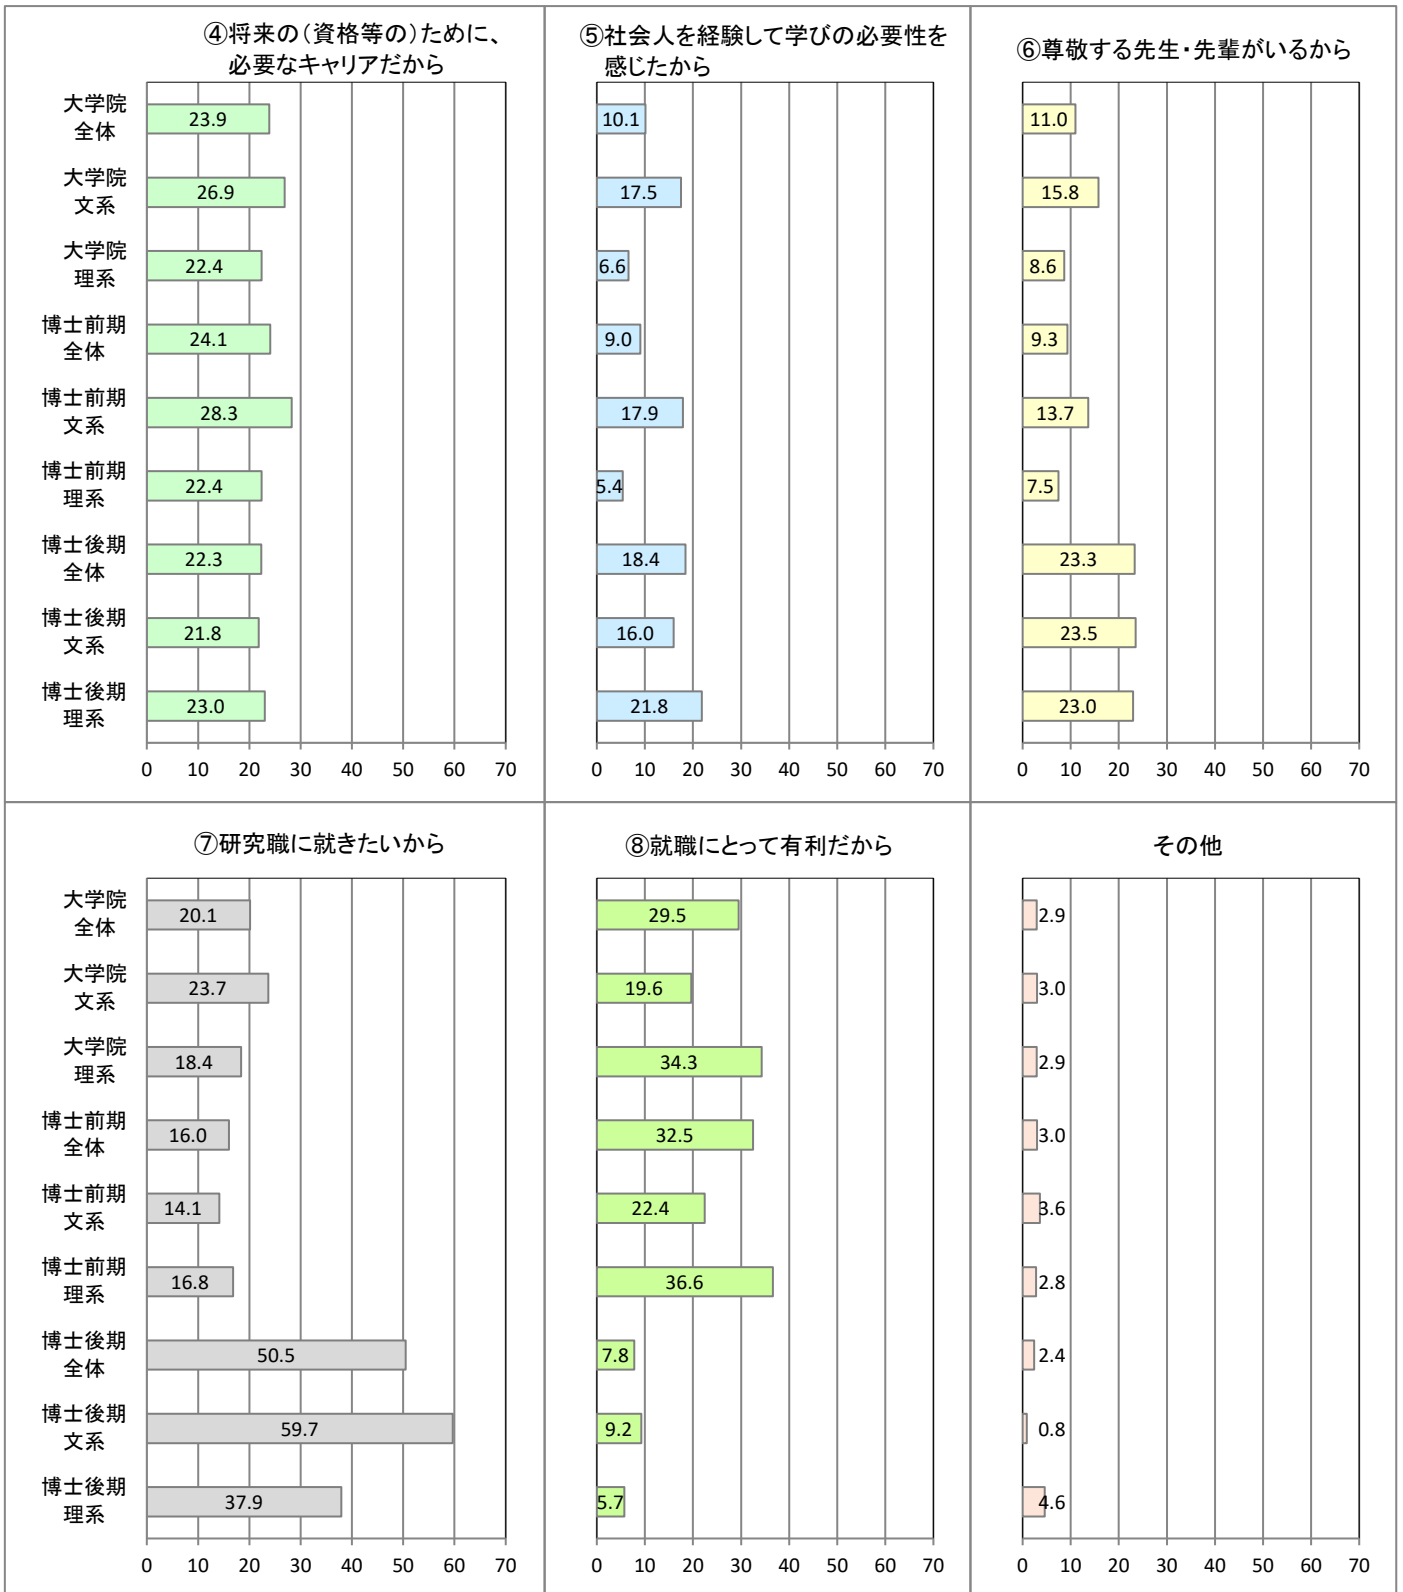 ④将来の(資格等の)ために、
必要なキャリアだから
大学院
全体
23.9
大学院
文系
26.9
大学院
理系
22.4
博士前期
全体
24.1
博士前期
文系
28.3
博士前期
理系
22.4
博士後期
全体
22.3
博士後期
文系
21.8
博士後期
理系
23.0
0 10 20 30 40 50 60 70
⑤社会人を経験して学びの必要性を
感じたから
10.1
17.5
6.6
9.0
17.9
5.4
18.4
16.0
21.8
0 10 20 30 40 50 60 70
⑥尊敬する先生・先輩がいるから
11.0
15.8
8.6
9.3
13.7
7.5
23.3
23.5
23.0
0 10 20 30 40 50 60 70
⑦研究職に就きたいから
大学院
全体
20.1
大学院
文系
23.7
大学院
理系
18.4
博士前期
全体
16.0
博士前期
文系
14.1
博士前期
理系
16.8
博士後期
全体
50.5
博士後期
文系
59.7
博士後期
理系
37.9
0 10 20 30 40 50 60 70
⑧就職にとって有利だから
29.5
19.6
34.3
32.5
22.4
36.6
7.8
9.2
5.7
0 10 20 30 40 50 60 70
その他
2.9
3.0
2.9
3.0
3.6
2.8
2.4
0.8
4.6
0 10 20 30 40 50 60 70